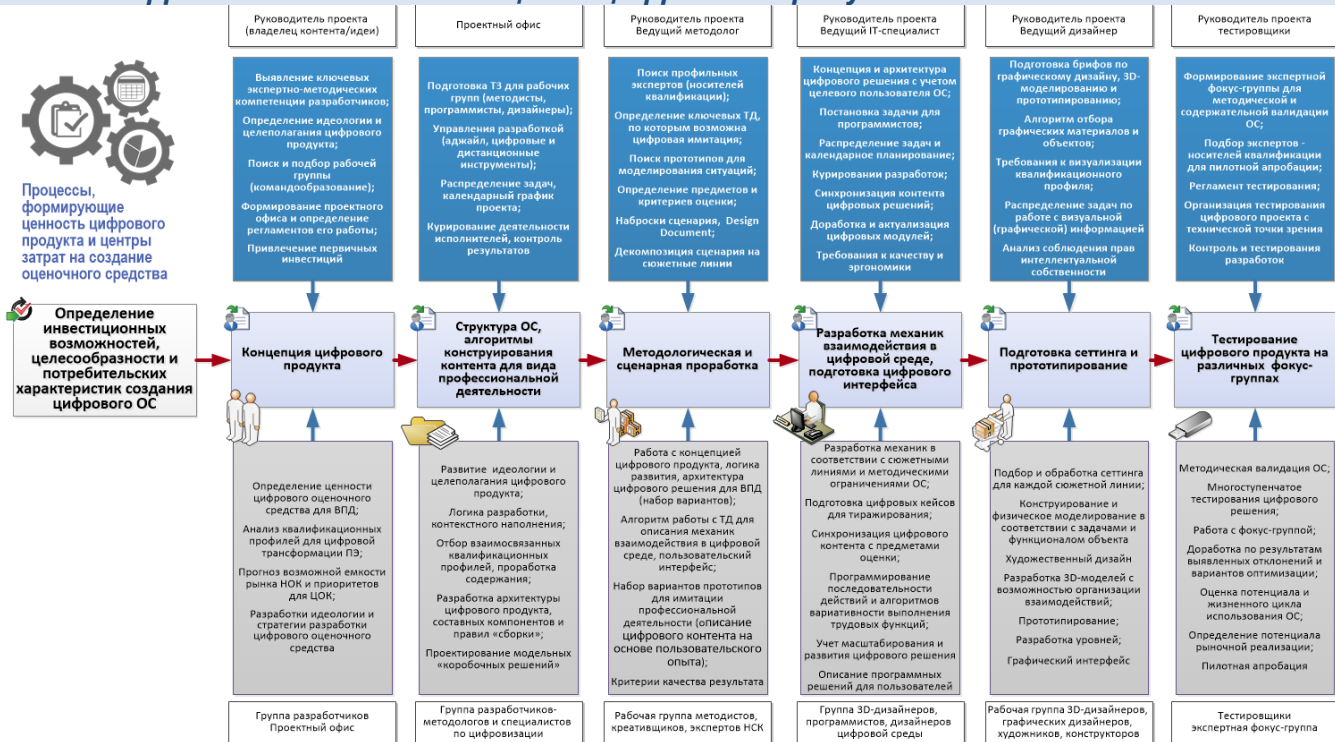 Руководитель проекта
(владелец контента/идеи)
Проектный офис
Руководитель проекта
Ведущий методолог
Руководитель проекта
Ведущий IT-специалист
Руководитель проекта
Ведущий дизайнер
Руководитель проекта
тестировщики
Процессы,
формирующие
ценность цифрового
продукта и центры
затрат на создание
оценочного средства
Выявление ключевых
экспертно-методических
компетенции разработчиков;
Определение идеологии и
целеполагания цифрового
продукта;
Поиск и подбор рабочей
группы
(командообразование);
Формирование проектного
офиса и определение
регламентов его работы;
Привлечение первичных
инвестиций
Подготовка ТЗ для рабочих
групп (методисты,
программисты, дизайнеры);
Управления разработкой
(аджайл, цифровые и
дистанционные
инструменты);
Распределение задач,
календарный график
проекта;
Курирование деятельности
исполнителей, контроль
результатов
Поиск профильных
экспертов (носителей
квалификации);
Определение ключевых ТД,
по которым возможна
цифровая имитация;
Поиск прототипов для
моделирования ситуаций;
Определение предметов и
критериев оценки;
Наброски сценария, Design
Document;
Декомпозиция сценария на
сюжетные линии
Концепция и архитектура
цифрового решения с учетом
целевого пользователя ОС;
Постановка задачи для
программистов;
Распределение задач и
календарное планирование;
Курировании разработок;
Синхронизация контента
цифровых решений;
Доработка и актуализация
цифровых модулей;
Требования к качеству и
эргономики
Подготовка брифов по
графическому дизайну, 3D-
моделированию и
прототипированию;
Алгоритм отбора
графических материалов и
объектов;
Требования к визуализации
квалификационного
профиля;
Распределение задач по
работе с визуальной
(графической) информацией
Анализ соблюдения прав
интеллектуальной
собственности
Формирование экспертной
фокус-группы для
методической и
содержательной валидации
ОС;
Подбор экспертов -
носителей квалификации
для пилотной апробации;
Регламент тестирования;
Организация тестирования
цифрового проекта с
технической точки зрения
Контроль и тестирования
разработок
Определение
инвестиционных
возможностей,
целесообразности и
потребительских
характеристик создания
цифрового ОС
Концепция цифрового
продукта
Структура ОС,
алгоритмы
конструирования
контента для вида
профессиональной
деятельности
Методологическая и
сценарная проработка
Разработка механик
взаимодействия в
цифровой среде,
подготовка цифрового
интерфейса
Подготовка сеттинга и
прототипирование
Тестирование
цифрового продукта на
различных фокус-
группах
Определение ценности
цифрового оценочного
средства для ВПД;
Анализ квалификационных
профилей для цифровой
трансформации ПЭ;
Прогноз возможной емкости
рынка НОК и приоритетов
для ЦОК;
Разработки идеологии и
стратегии разработки
цифрового оценочного
средства
Развитие идеологии и
целеполагания цифрового
продукта;
Логика разработки,
контекстного наполнения;
Отбор взаимосвязанных
квалификационных
профилей, проработка
содержания;
Разработка архитектуры
цифрового продукта,
составных компонентов и
правил «сборки»;
Проектирование модельных
«коробочных решений»
Работа с концепцией
цифрового продукта, логика
развития, архитектура
цифрового решения для ВПД
(набор вариантов);
Алгоритм работы с ТД для
описания механик
взаимодействия в цифровой
среде, пользовательский
интерфейс;
Набор вариантов прототипов
для имитации
профессиональной
деятельности (описание
цифрового контента на
основе пользовательского
опыта);
Критерии качества результата
Разработка механик в
соответствии с сюжетными
линиями и методическими
ограничениями ОС;
Подготовка цифровых кейсов
для тиражирования;
Синхронизация цифрового
контента с предметами
оценки;
Программирование
последовательности
действий и алгоритмов
вариативности выполнения
трудовых функций;
Учет масштабирования и
развития цифрового решения
Описание программных
решений для пользователей
Подбор и обработка сеттинга
для каждой сюжетной линии;
Конструирование и
физическое моделирование в
соответствии с задачами и
функционалом объекта
Художественный дизайн
Разработка 3D-моделей с
возможностью организации
взаимодействий;
Прототипирование;
Разработка уровней;
Графический интерфейс
Методическая валидация ОС;
Многоступенчатое
тестирования цифрового
решения;
Работа с фокус-группой;
Доработка по результатам
выявленных отклонений и
вариантов оптимизации;
Оценка потенциала и
жизненного цикла
использования ОС;
Определение потенциала
рыночной реализации;
Пилотная апробация
Группа разработчиков
Проектный офис
Группа разработчиков-
методологов и специалистов
по цифровизации
Рабочая группа методистов,
креативщиков, экспертов НСК
Группа 3D-дизайнеров,
программистов, дизайнеров
цифровой среды
Рабочая группа 3D-дизайнеров,
графических дизайнеров,
художников, конструкторов
Тестировщики
экспертная фокус-группа